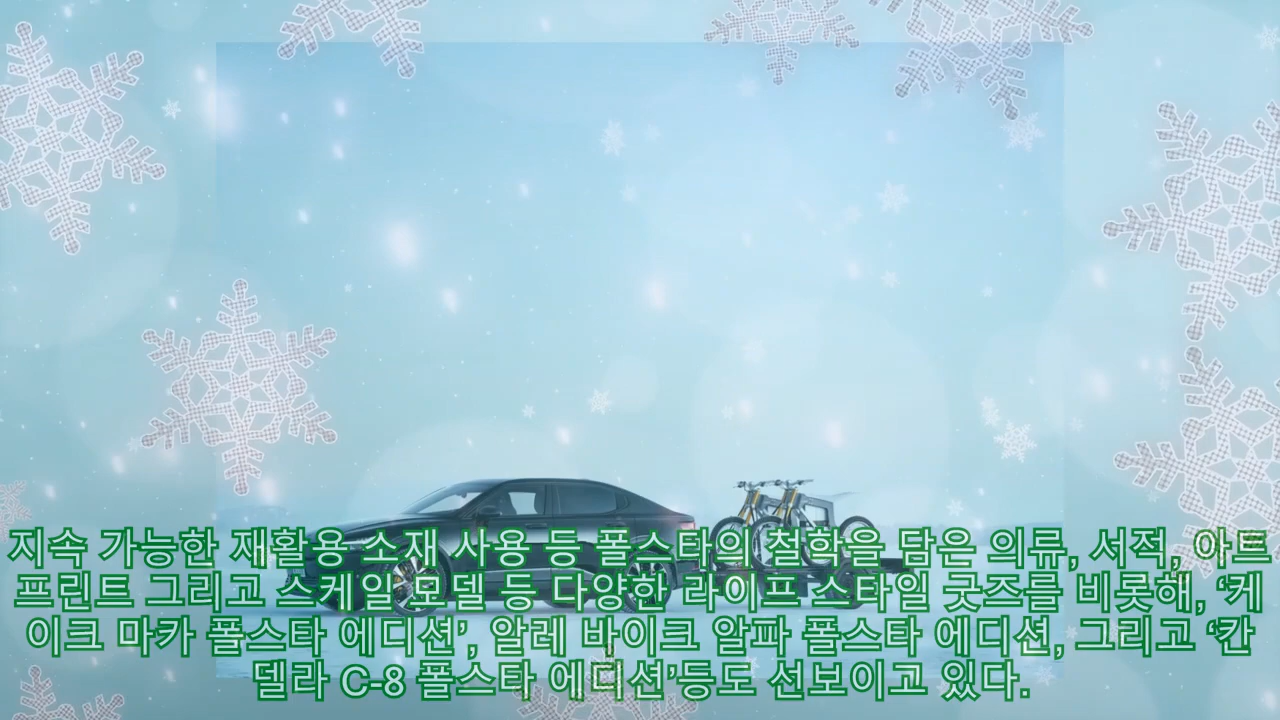 지속 가능한 재활용 소재 사용 등 폴스타의 철학을 담은 의류, 서적, 아트
프린트 그리고 스케일 모델 등 다양한 라이프 스타일 굿즈를 비롯해, ‘케
이크 마카 폴스타 에디션’, 알레 바이크 알파 폴스타 에디션, 그리고 ‘칸
델라 C-8 폴스타 에디션’등도 선보이고 있다.